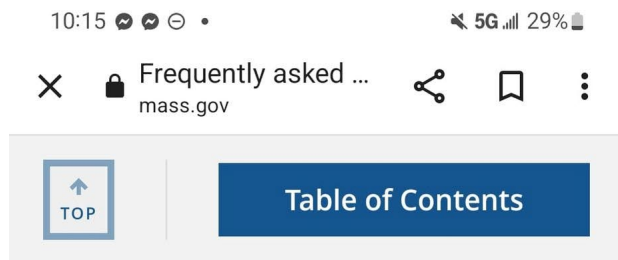 10:15 5G 29%
Frequently asked ...
mass.gov
TOP
Table of Contents